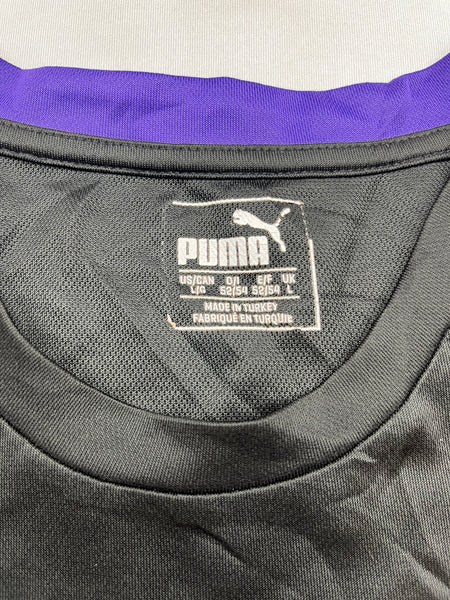 PUMA
US/CAN D/I E/F UK
L/G 52/54 52/54 L
MADE IN TURKEY
FABRIQUÉ EN TURQUIE